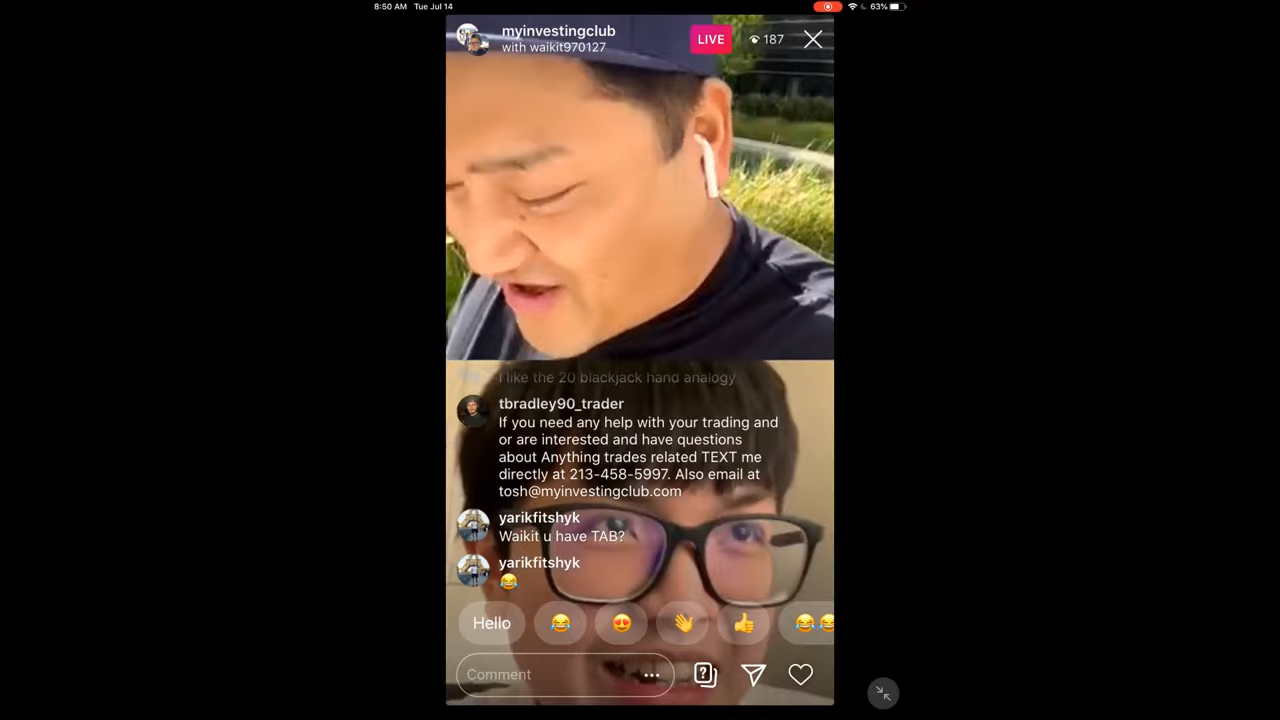 8:50 AM Tue Jul 14
63%
myinvestingclub
with waikit970127
LIVE
187
I like the 20 blackjack hand analogy
tbradley90_trader
If you need any help with your trading and
or are interested and have questions
about Anything trades related TEXT me
directly at 213-458-5997. Also email at
tosh@myinvestingclub.com
yarikfitshyk
Waikit u have TAB?
yarikfitshyk
😂
Hello 😂 😍 👋 👍 😂😂
Comment